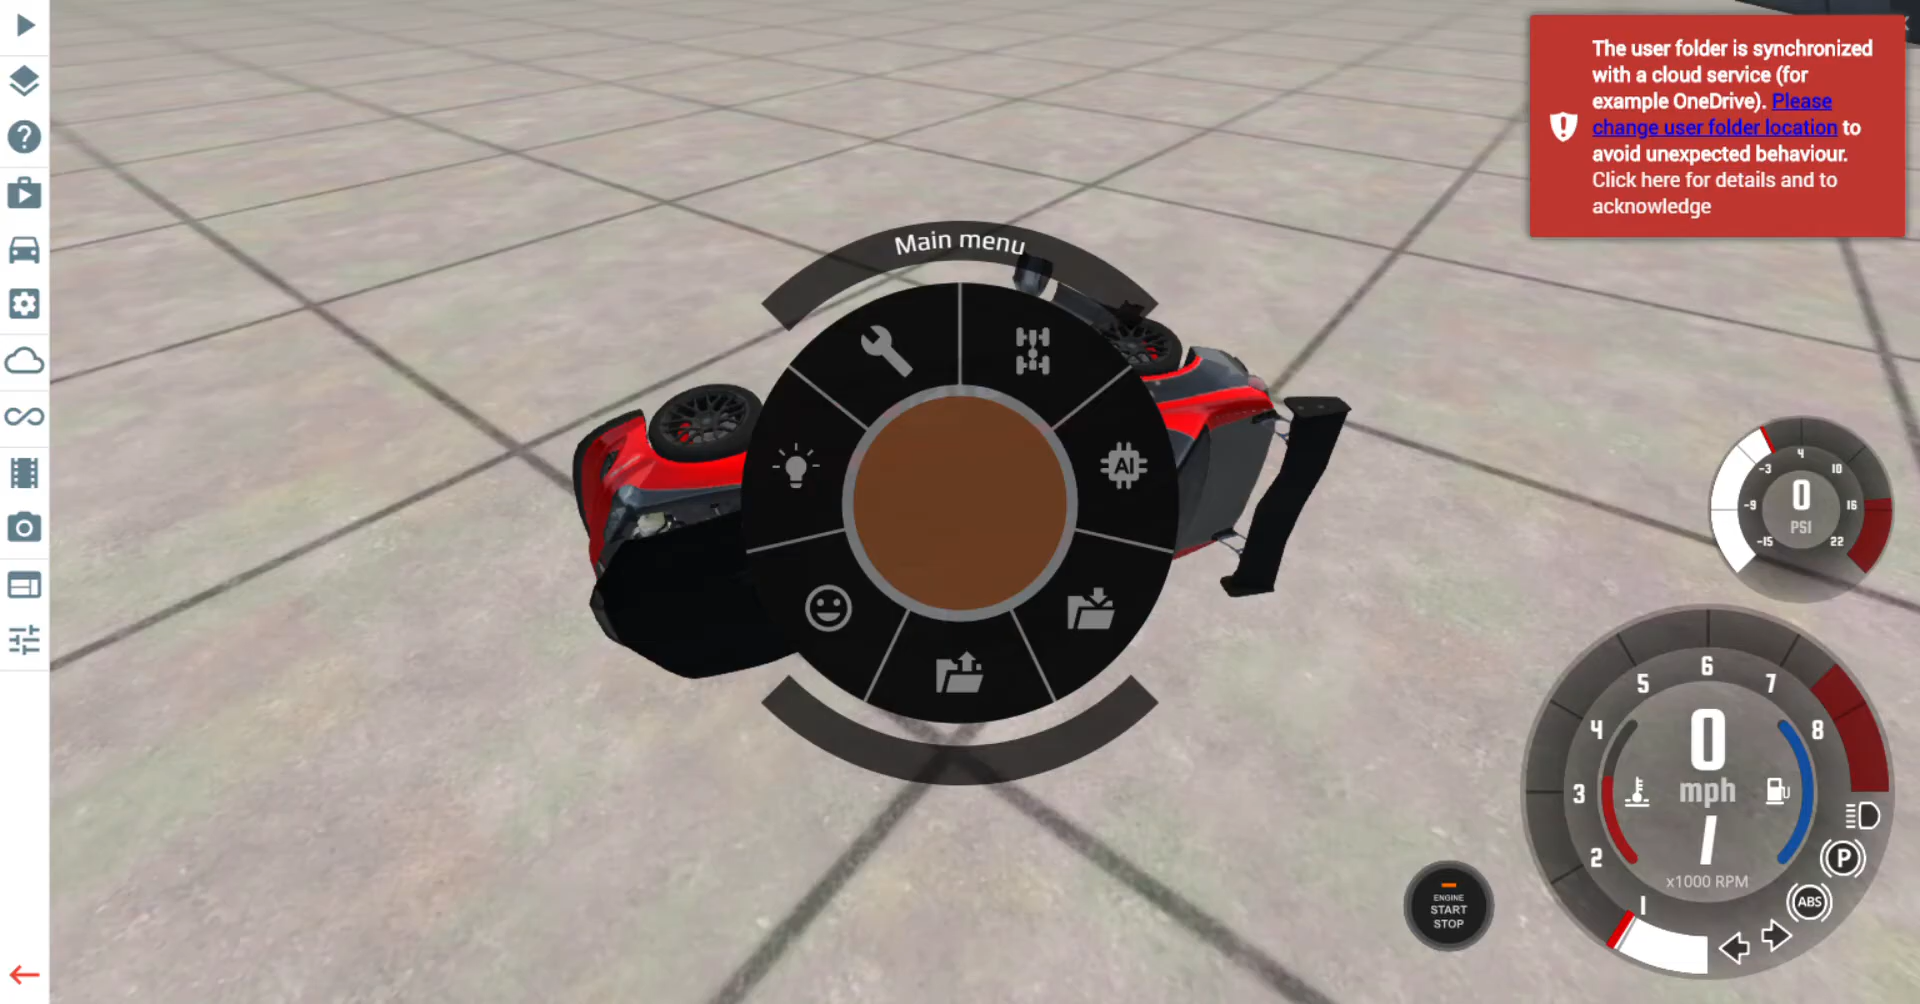 The user folder is synchronized
with a cloud service (for
example OneDrive). Please
change user folder location to
avoid unexpected behaviour.
Click here for details and to
acknowledge
Main menu
AI
4
-3
10
-9
0
16
PSI
-15
22
6
5
7
4
0
8
3
mph
2
1
x1000 RPM
P
1
ABS
ENGINE
START
STOP